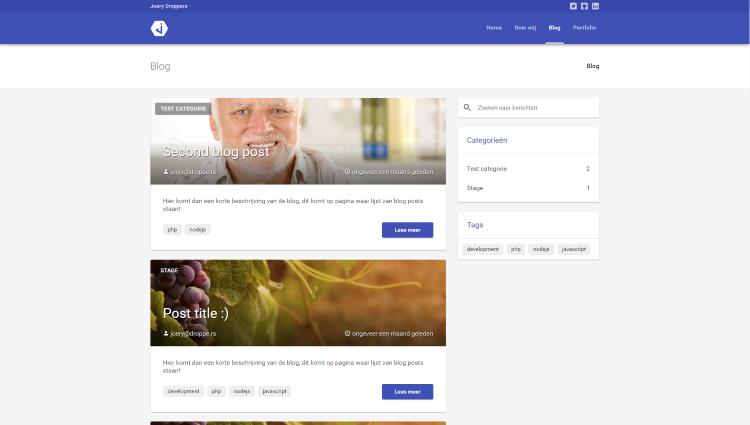 Joery Droppers
Home Over mij Blog Portfolio
Blog
Blog
TEST CATEGORIE
Second blog post
joery@droppe.rs
ongeveer een maand geleden
Hier komt dan een korte beschrijving van de blog, dit komt op pagina waar lijst van blog posts
staan!
php nodejs
Lees meer
STAGE
Post title :)
joery@droppe.rs
ongeveer een maand geleden
Hier komt dan een korte beschrijving van de blog, dit komt op pagina waar lijst van blog posts
staan!
development php nodejs javascript
Lees meer
Zoeken naar berichten
Categorieën
Test categorie 2
Stage 1
Tags
development php nodejs javascript